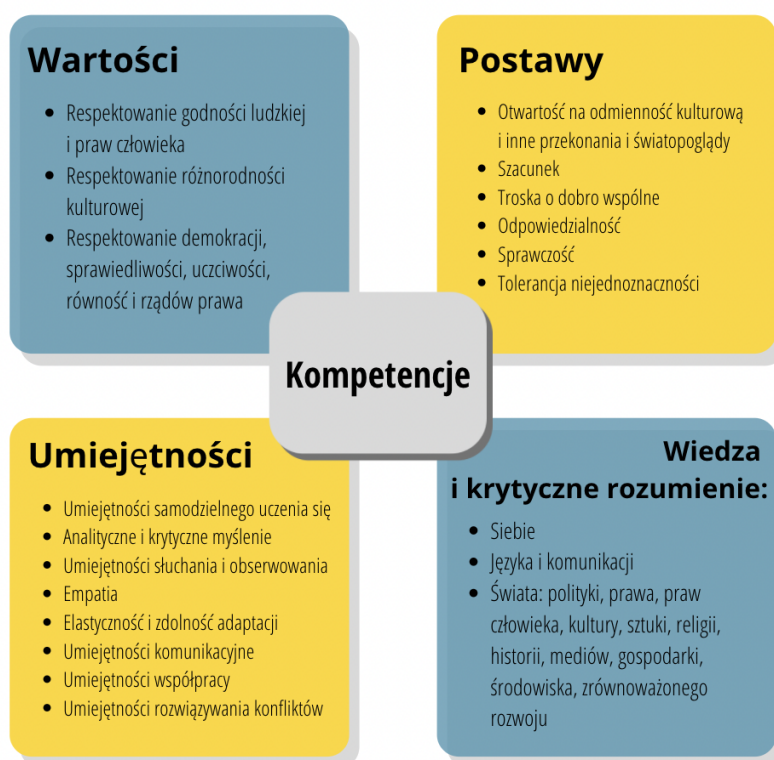 Wartości
Respektowanie godności ludzkiej
i praw człowieka
Respektowanie różnorodności
kulturowej
Respektowanie demokracji,
sprawiedliwości, uczciwości,
równość i rządów prawa
Postawy
Otwartość na odmienność kulturową
i inne przekonania i światopoglądy
Szacunek
Troska o dobro wspólne
Odpowiedzialność
Sprawczość
Tolerancja niejednoznaczności
Kompetencje
Umiejętności
Umiejętności samodzielnego uczenia się
Analityczne i krytyczne myślenie
Umiejętności słuchania i obserwowania
Empatia
Elastyczność i zdolność adaptacji
Umiejętności komunikacyjne
Umiejętności współpracy
Umiejętności rozwiązywania konfliktów
Wiedza
i krytyczne rozumienie:
Siebie
Języka i komunikacji
Świata: polityki, prawa, praw
człowieka, kultury, sztuki, religii,
historii, mediów, gospodarki,
środowiska, zrównoważonego
rozwoju